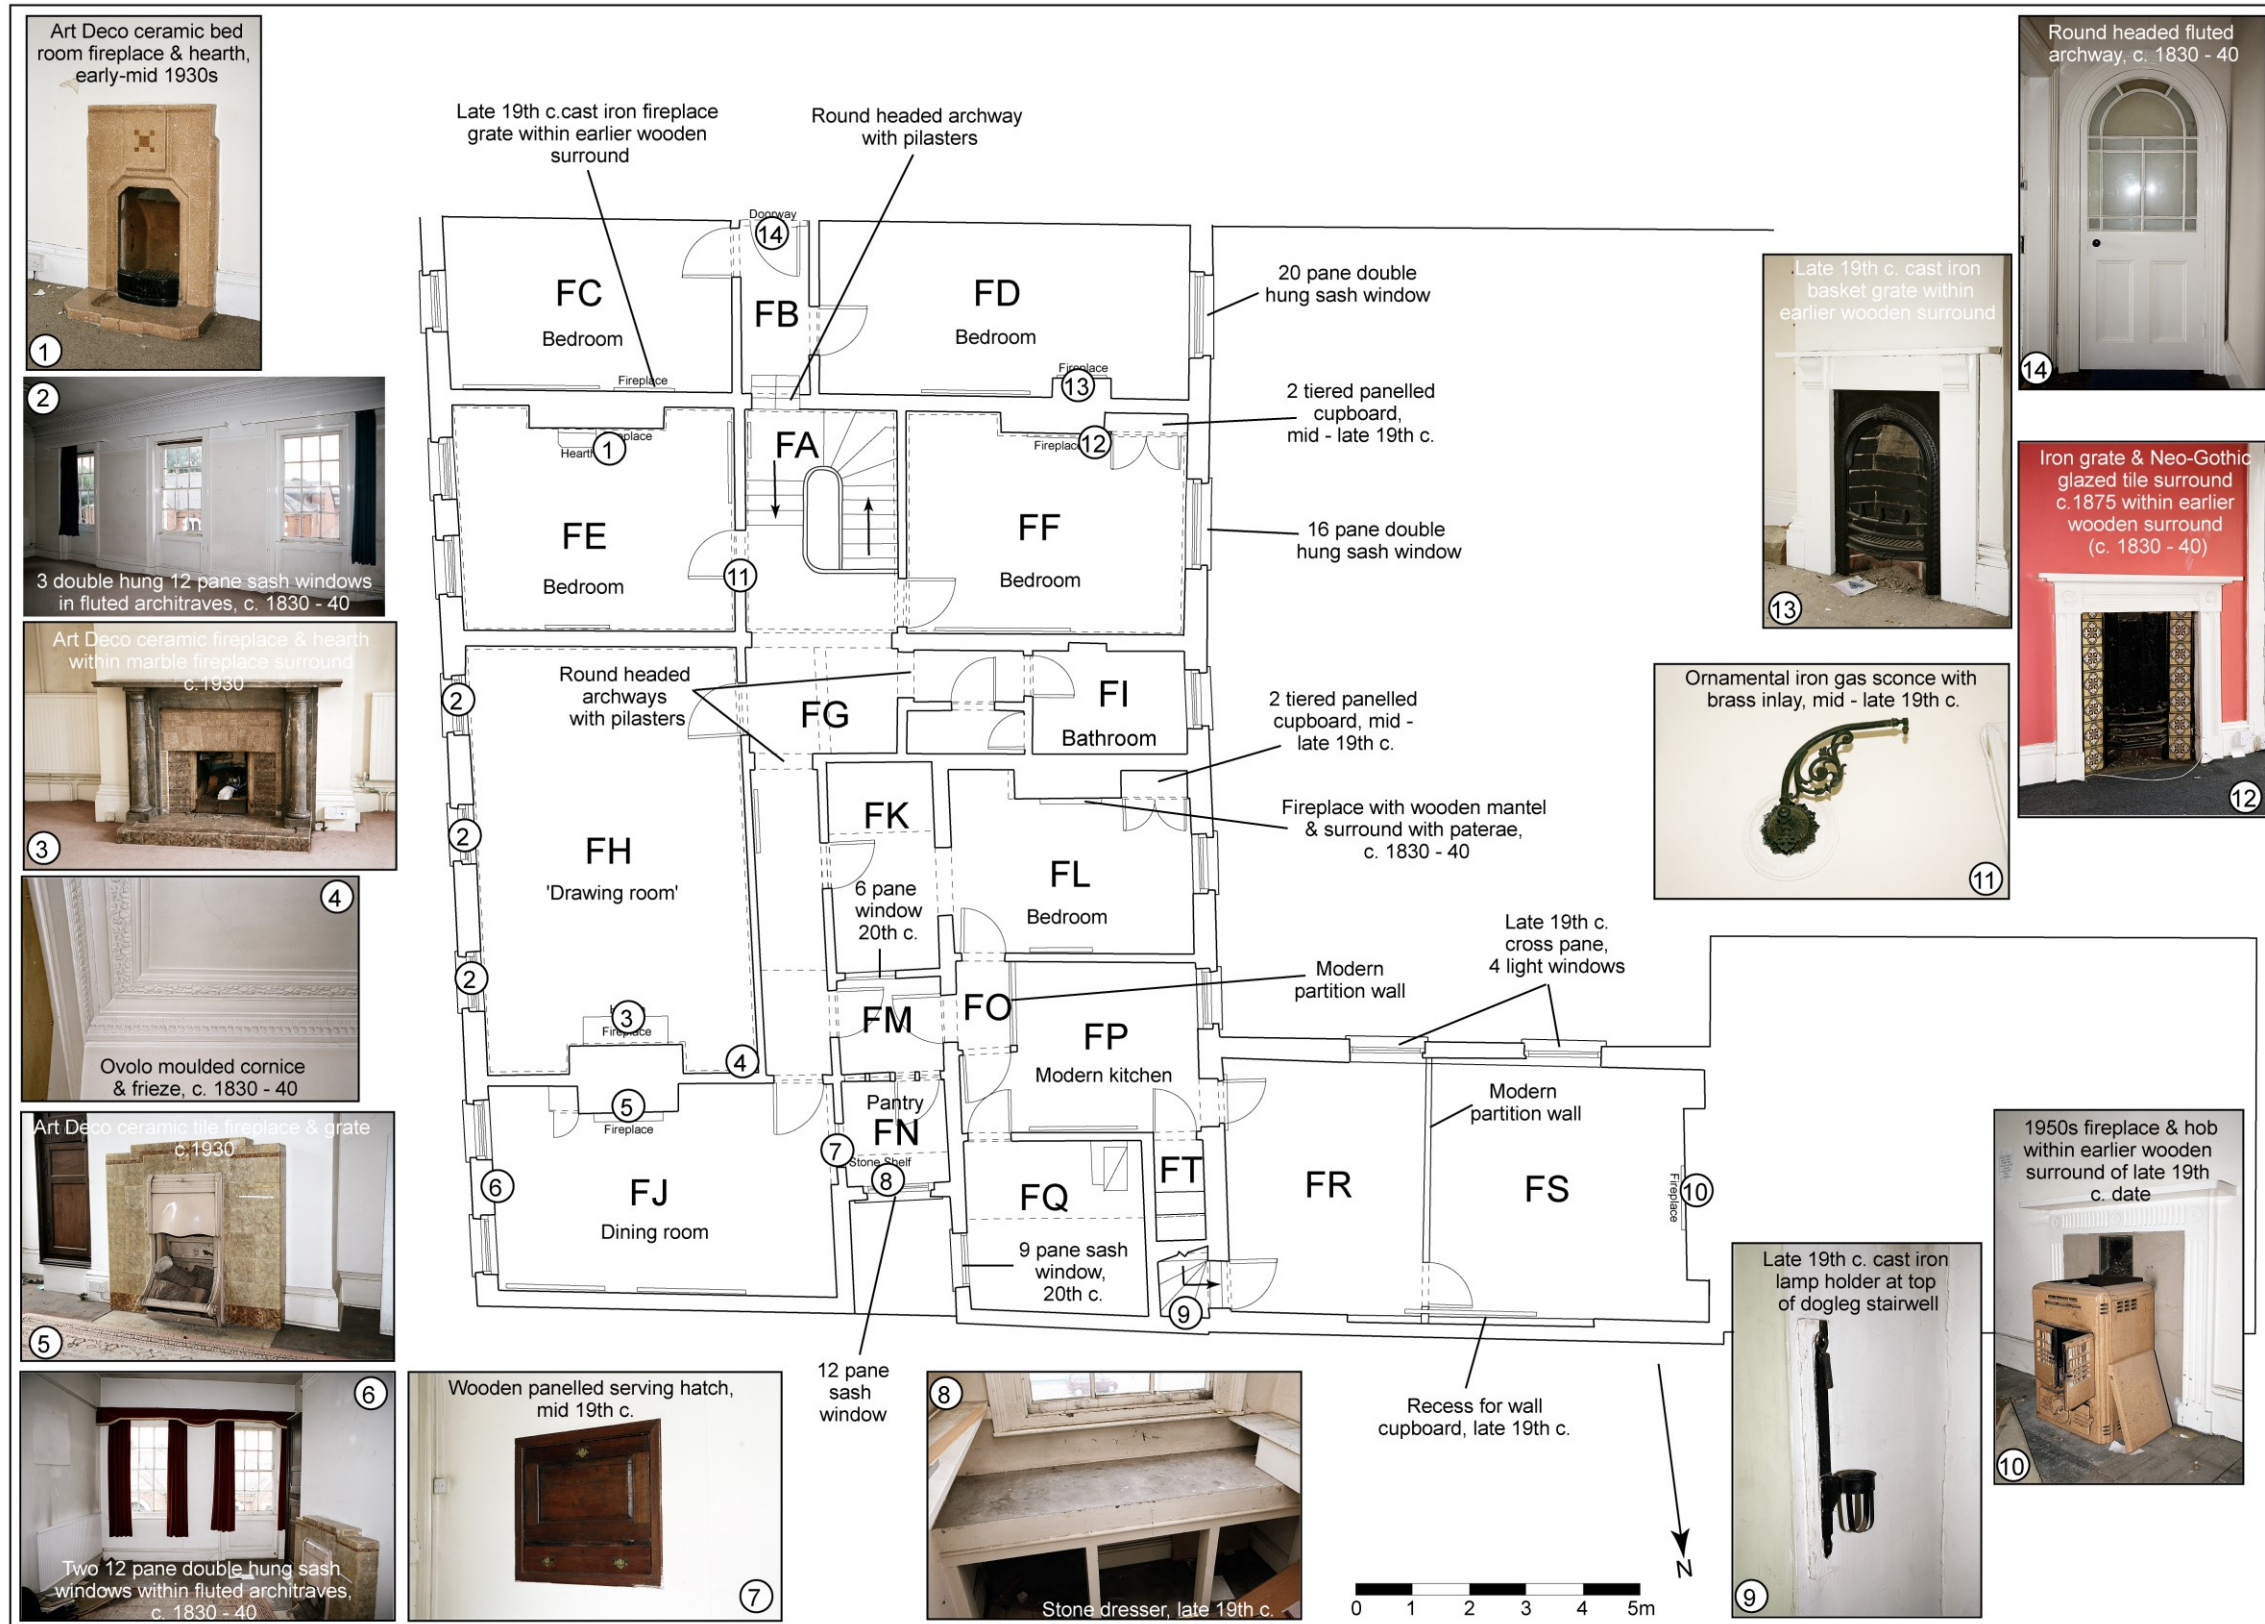 Art Deco ceramic bed
room fireplace & hearth,
early-mid 1930s
1
2
3 double hung 12 pane sash windows
in fluted architraves, c. 1830 - 40
Art Deco ceramic fireplace & hearth
within marble fireplace surround
c.1930
3
4
Ovolo moulded cornice
& frieze, c. 1830 - 40
Art Deco ceramic tile fireplace & grate
c.1930
5
6
Two 12 pane double hung sash
windows within fluted architraves,
c. 1830 - 40
Wooden panelled serving hatch,
mid 19th c.
7
8
Stone dresser, late 19th c.
Late 19th c.cast iron fireplace
grate within earlier wooden
surround
Round headed archway
with pilasters
Doorway
14
FC
Bedroom
Fireplace
FB
FD
Bedroom
Fireplace
13
20 pane double
hung sash window
2 tiered panelled
cupboard,
mid - late 19th c.
Hearth
1
FE
Bedroom
FA
11
Fireplace
12
FF
Bedroom
16 pane double
hung sash window
Round headed
archways
with pilasters
FG
FI
Bathroom
2 tiered panelled
cupboard, mid -
late 19th c.
2
2
2
FH
'Drawing room'
3
Fireplace
4
FK
6 pane
window
20th c.
FL
Bedroom
Fireplace with wooden mantel
& surround with paterae,
c. 1830 - 40
FM
FO
Modern
partition wall
FP
Modern kitchen
Late 19th c.
cross pane,
4 light windows
5
Fireplace
6
FJ
Dining room
Pantry
FN
7
Stone Shelf
8
12 pane
sash
window
FQ
9 pane sash
window,
20th c.
FT
9
FR
Modern
partition wall
FS
Fireplace
10
Recess for wall
cupboard, late 19th c.
0 1 2 3 4 5m
N
Round headed fluted
archway, c. 1830 - 40
14
Late 19th c. cast iron
basket grate within
earlier wooden surround
13
Iron grate & Neo-Gothic
glazed tile surround
c.1875 within earlier
wooden surround
(c. 1830 - 40)
12
Ornamental iron gas sconce with
brass inlay, mid - late 19th c.
11
1950s fireplace & hob
within earlier wooden
surround of late 19th
c. date
10
Late 19th c. cast iron
lamp holder at top
of dogleg stairwell
9